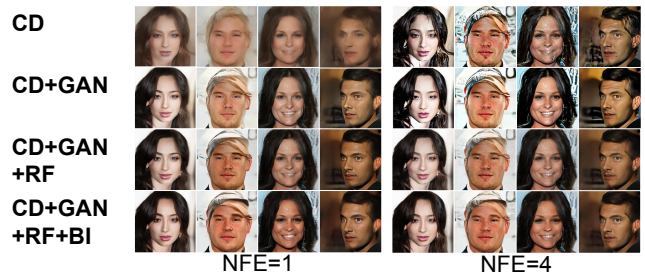 CD
CD+GAN
CD+GAN
+RF
CD+GAN
+RF+BI
NFE=1
NFE=4